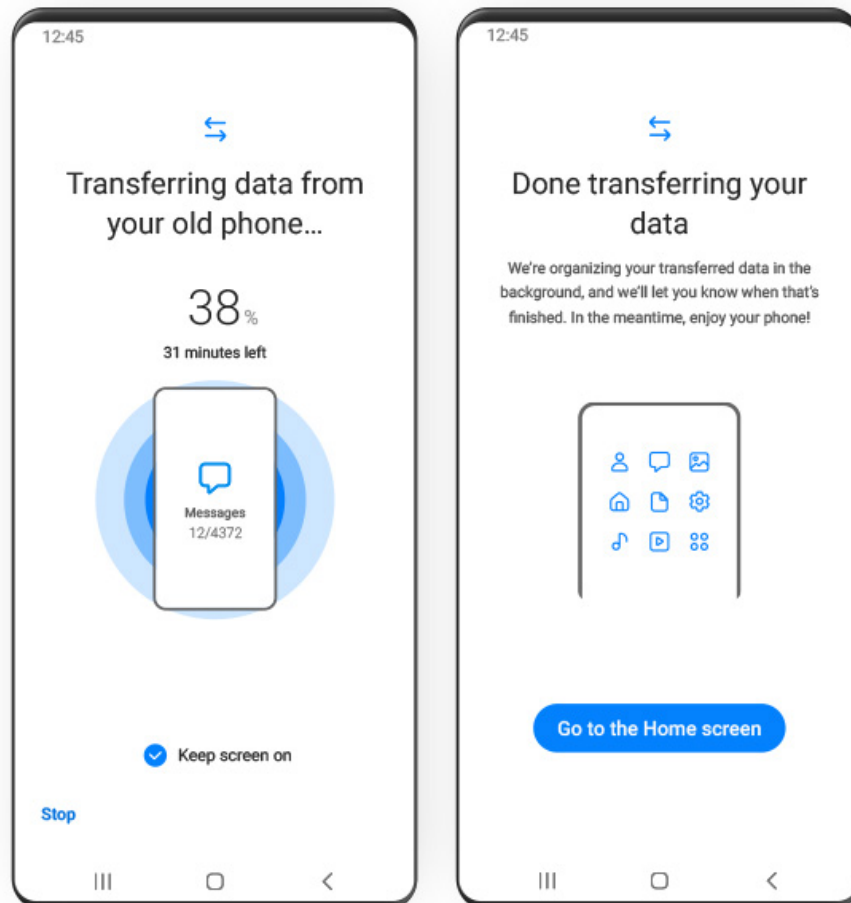 12:45
Transferring data from
your old phone...
38%
31 minutes left
Messages
12/4372
Keep screen on
Stop
12:45
Done transferring your
data
We're organizing your transferred data in the
background, and we'll let you know when that's
finished. In the meantime, enjoy your phone!
Go to the Home screen